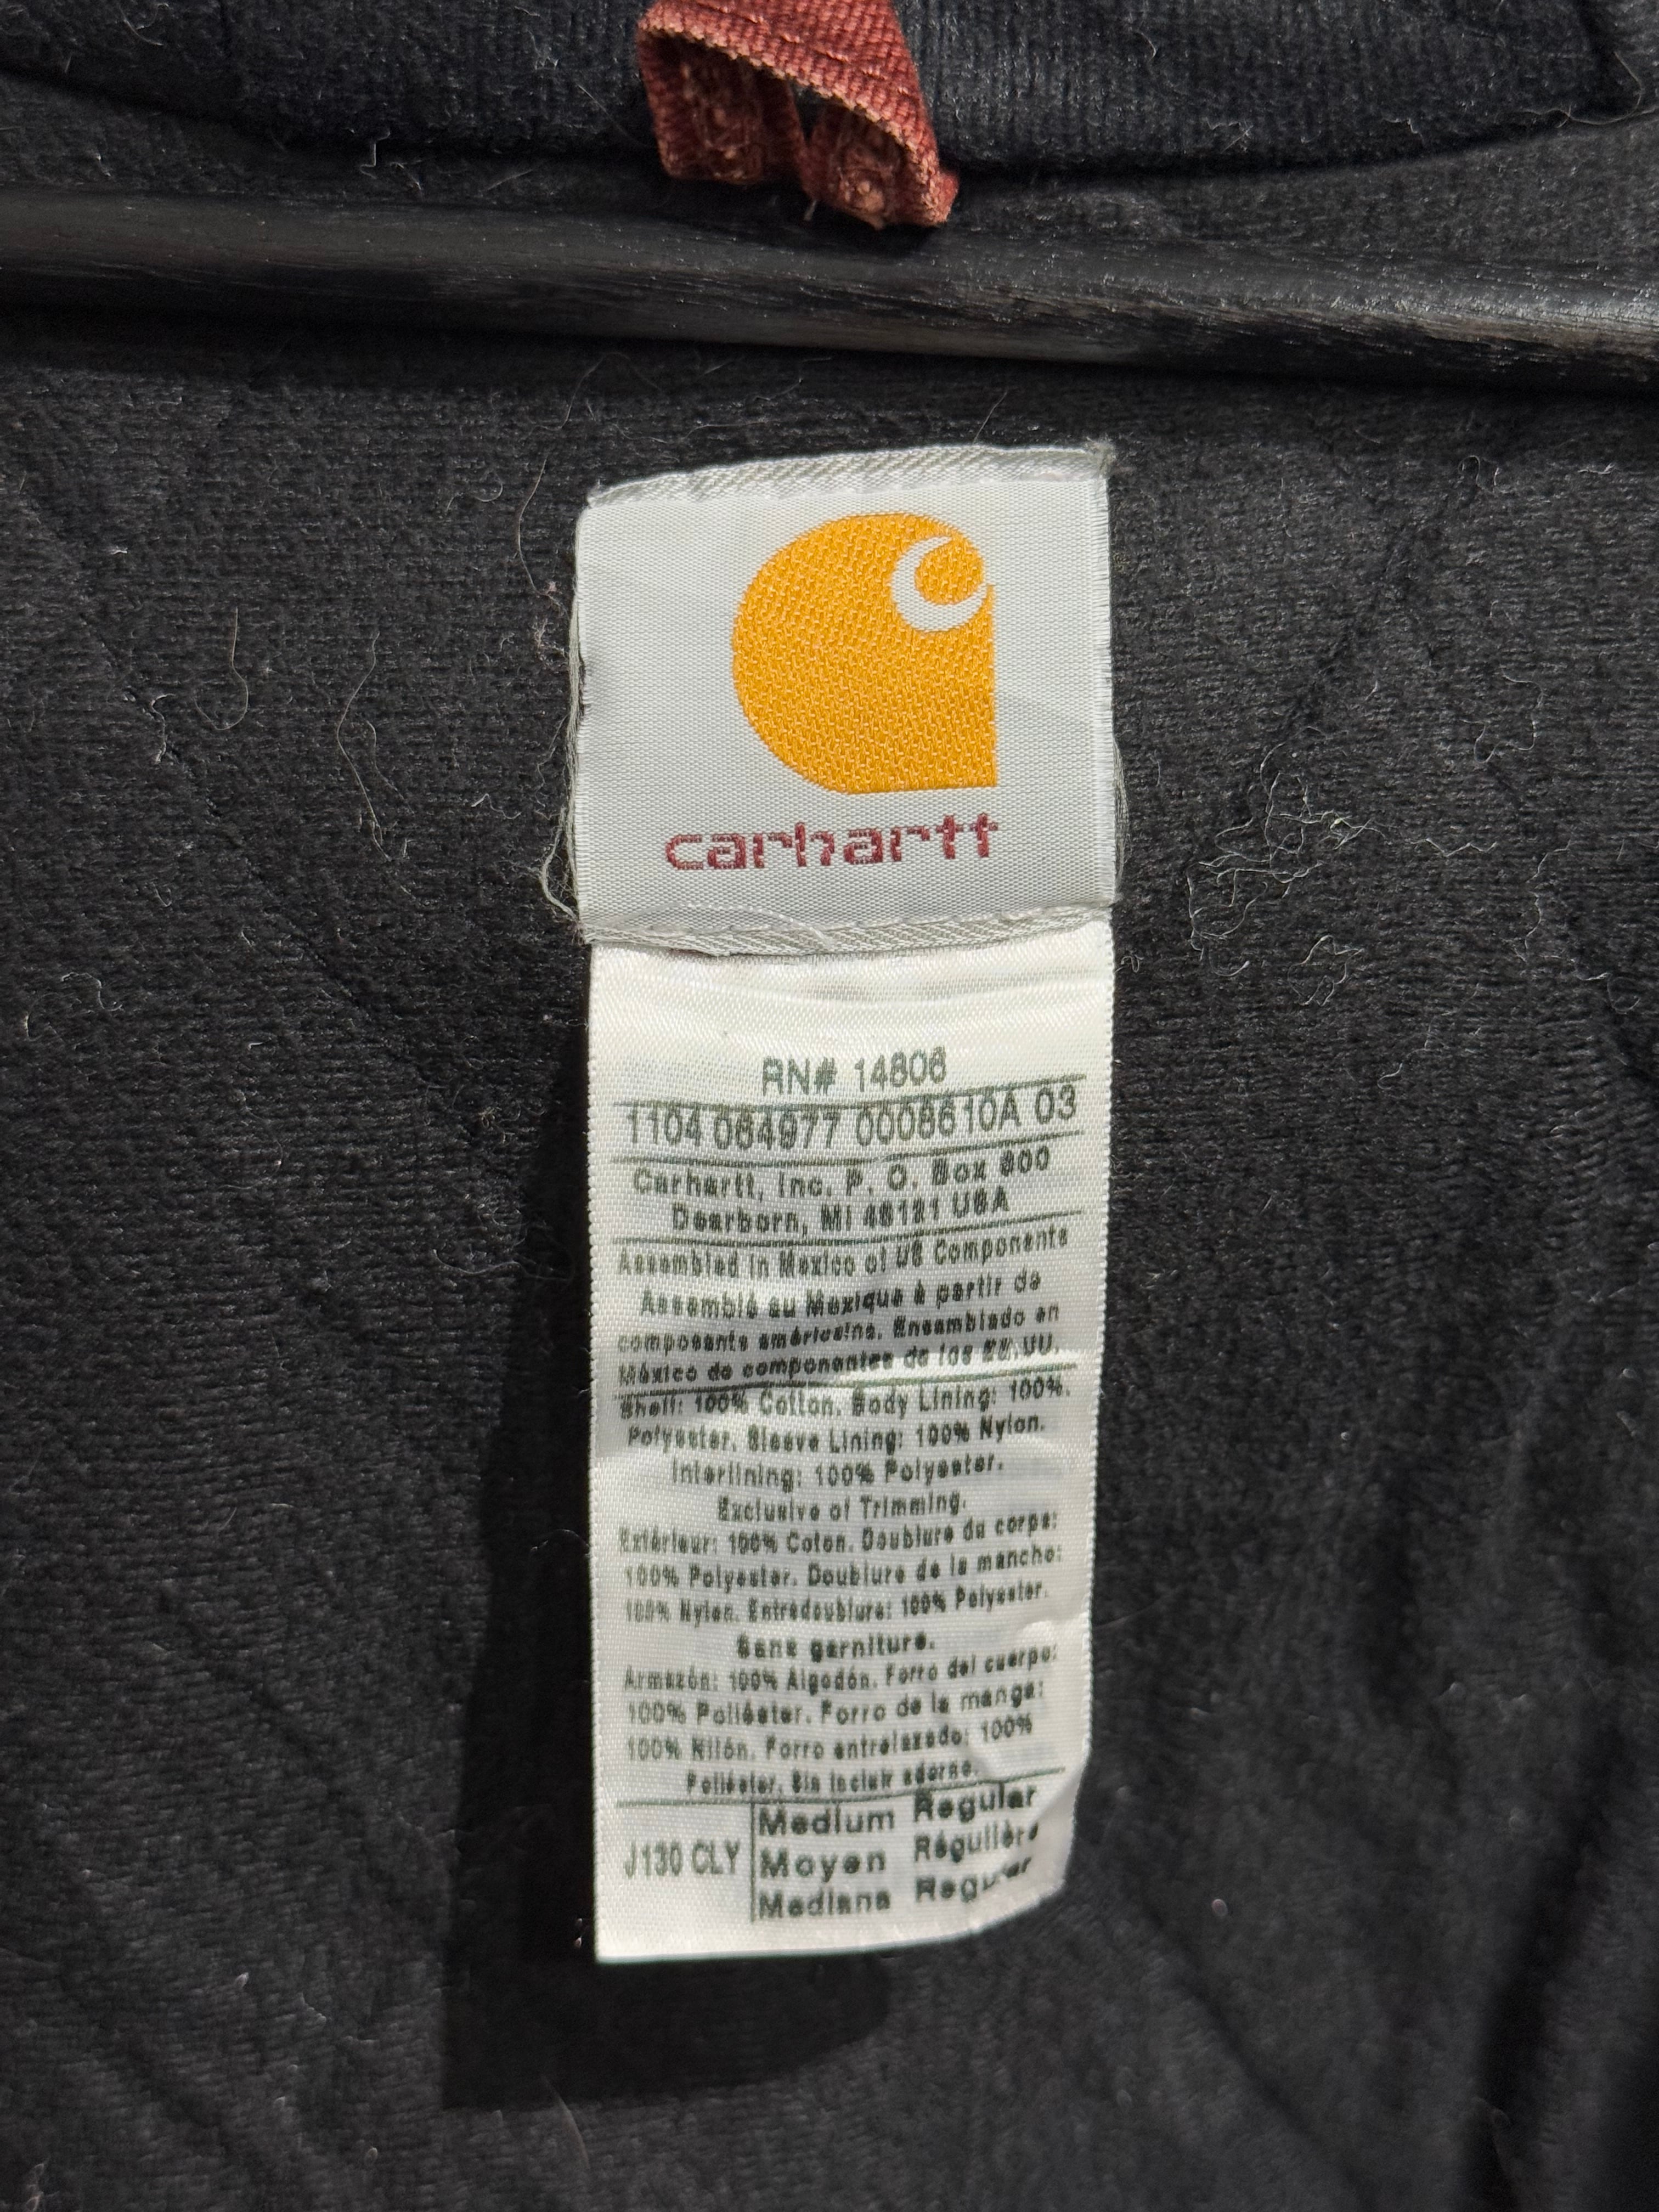 carhartt
RN# 14806
1104 064977 0008610A 03
Carhartt, Inc. P. O. Box 600
Dearborn, MI 48121 USA
Assembled in Mexico of US Components
Assemblé au Mexique à partir de
composants américains. Ensamblado en
México de componentes de los EE.UU.
Shell: 100% Cotton. Body Lining: 100%.
Polyester. Sleeve Lining: 100% Nylon.
Interlining: 100% Polyester.
Exclusive of Trimming.
Extérieur: 100% Coton. Doublure du corps:
100% Polyester. Doublure de la manche:
100% Nylon. Entredoublure: 100% Polyester.
Sans garniture.
Armazón: 100% Algodón. Forro del cuerpo:
100% Poliéster. Forro de la manga:
100% Nilón. Forro entrelazado: 100%
Poliéster. Sin incluir adorno.
J130 CLY
Medium Regular
Moyen Régulière
Mediana Regular